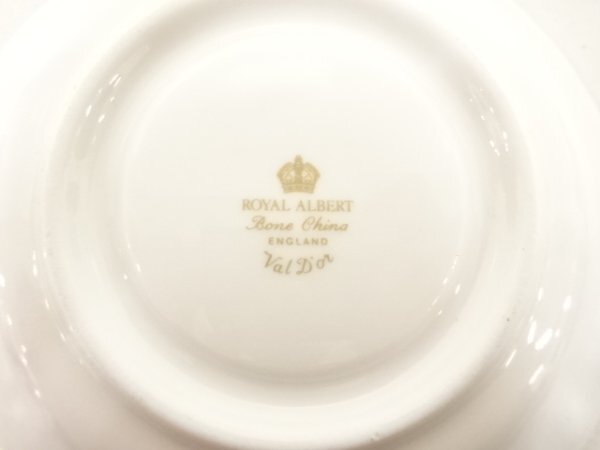 ROYAL ALBERT
Bone China
ENGLAND
Val D'or